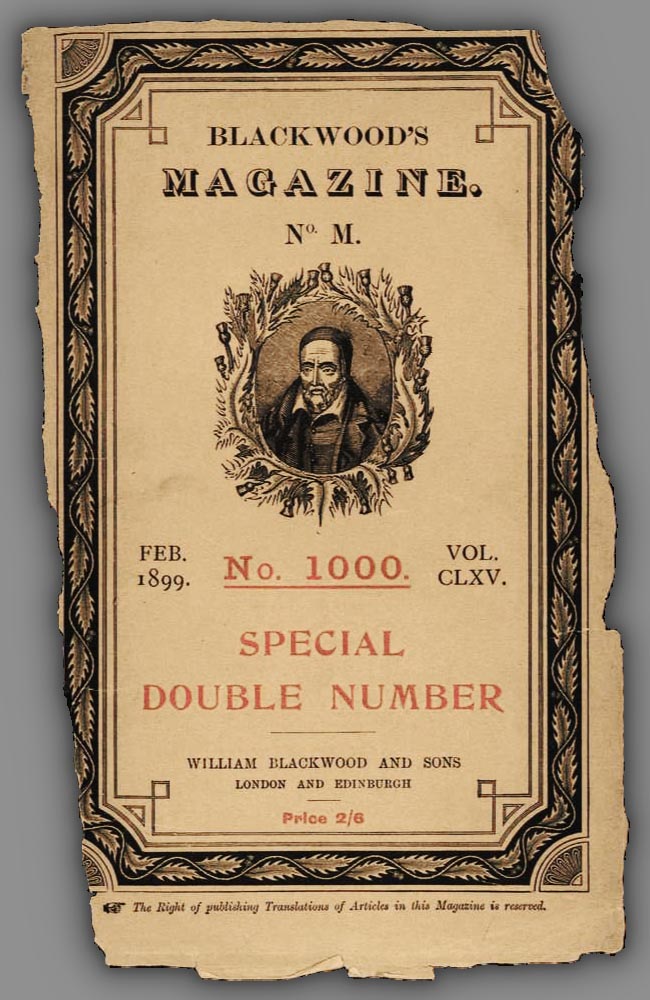 BLACKWOOD'S
MAGAZINE.
Nº. M.
FEB.
1899.
No. 1000.
VOL.
CLXV.
SPECIAL
DOUBLE NUMBER
WILLIAM BLACKWOOD AND SONS
LONDON AND EDINBURGH
Price 2/6
☛ The Right of publishing Translations of Articles in this Magazine is reserved.